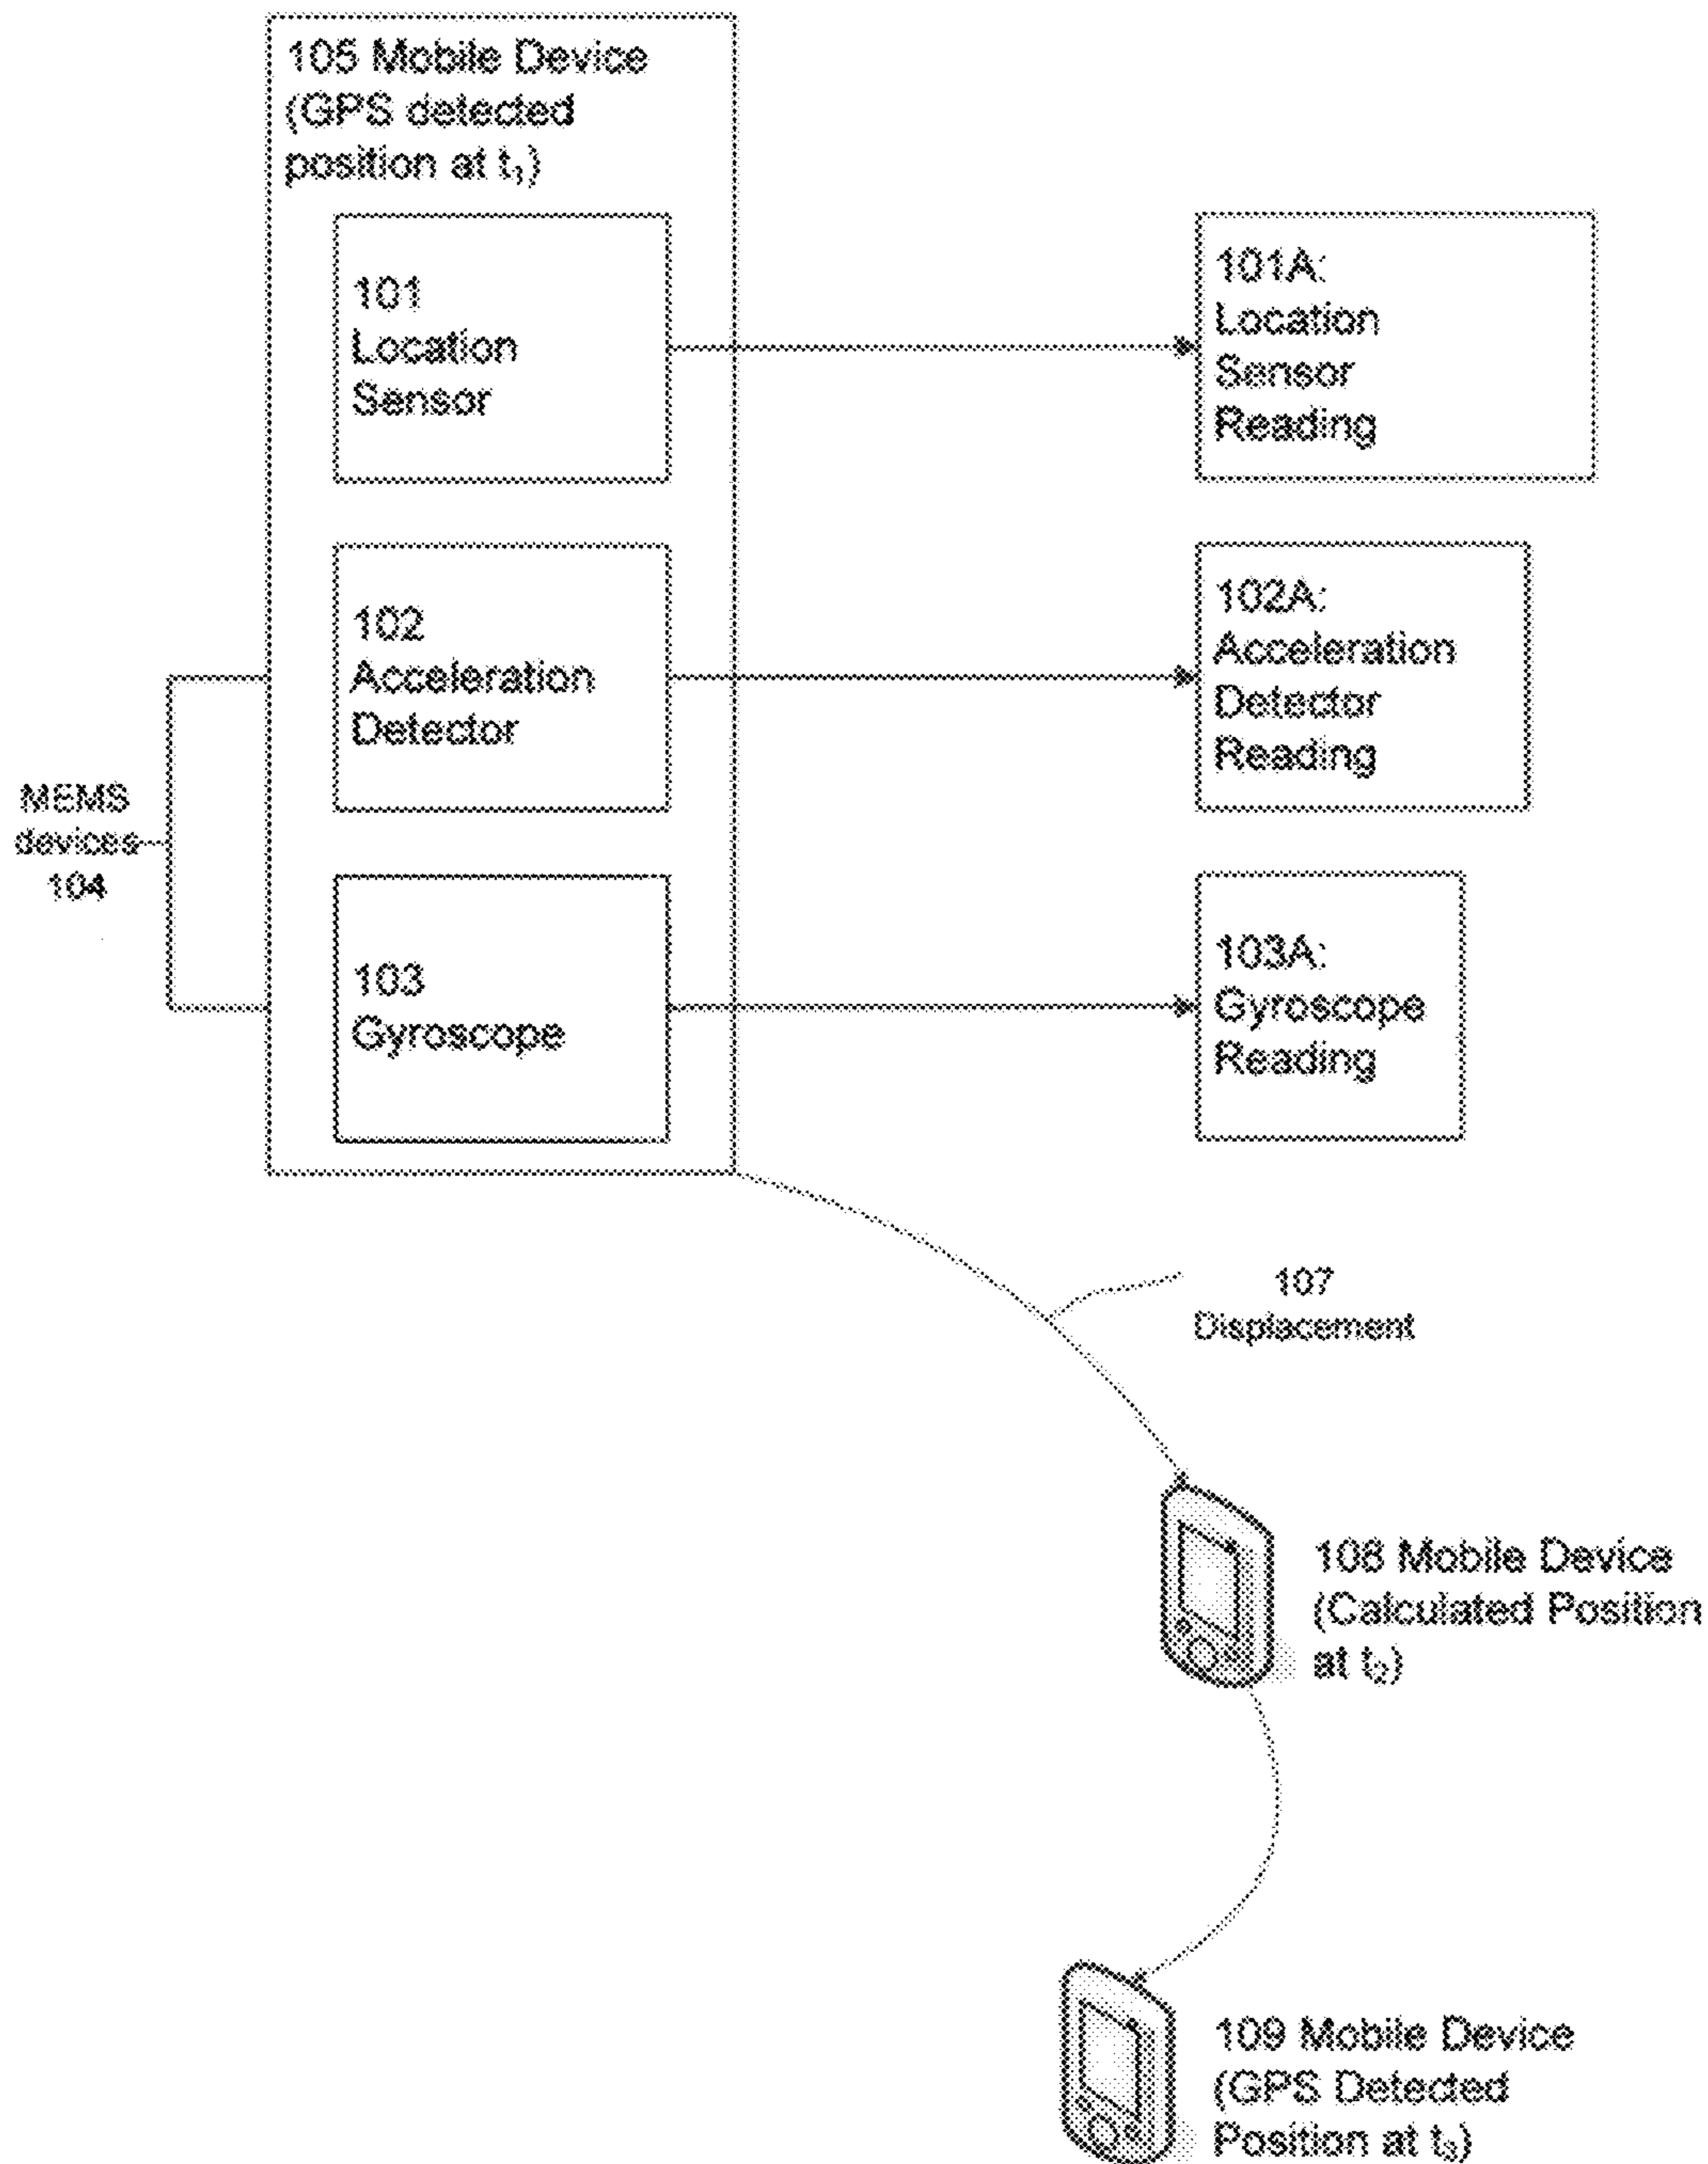 105 Mobile Device
(GPS detected
position at t₁)
101
Location
Sensor
101A:
Location
Sensor
Reading
102
Acceleration
Detector
102A:
Acceleration
Detector
Reading
MEMS
devices
104
103
Gyroscope
103A:
Gyroscope
Reading
107
Displacement
108 Mobile Device
(Calculated Position
at t₂)
109 Mobile Device
(GPS Detected
Position at t₃)